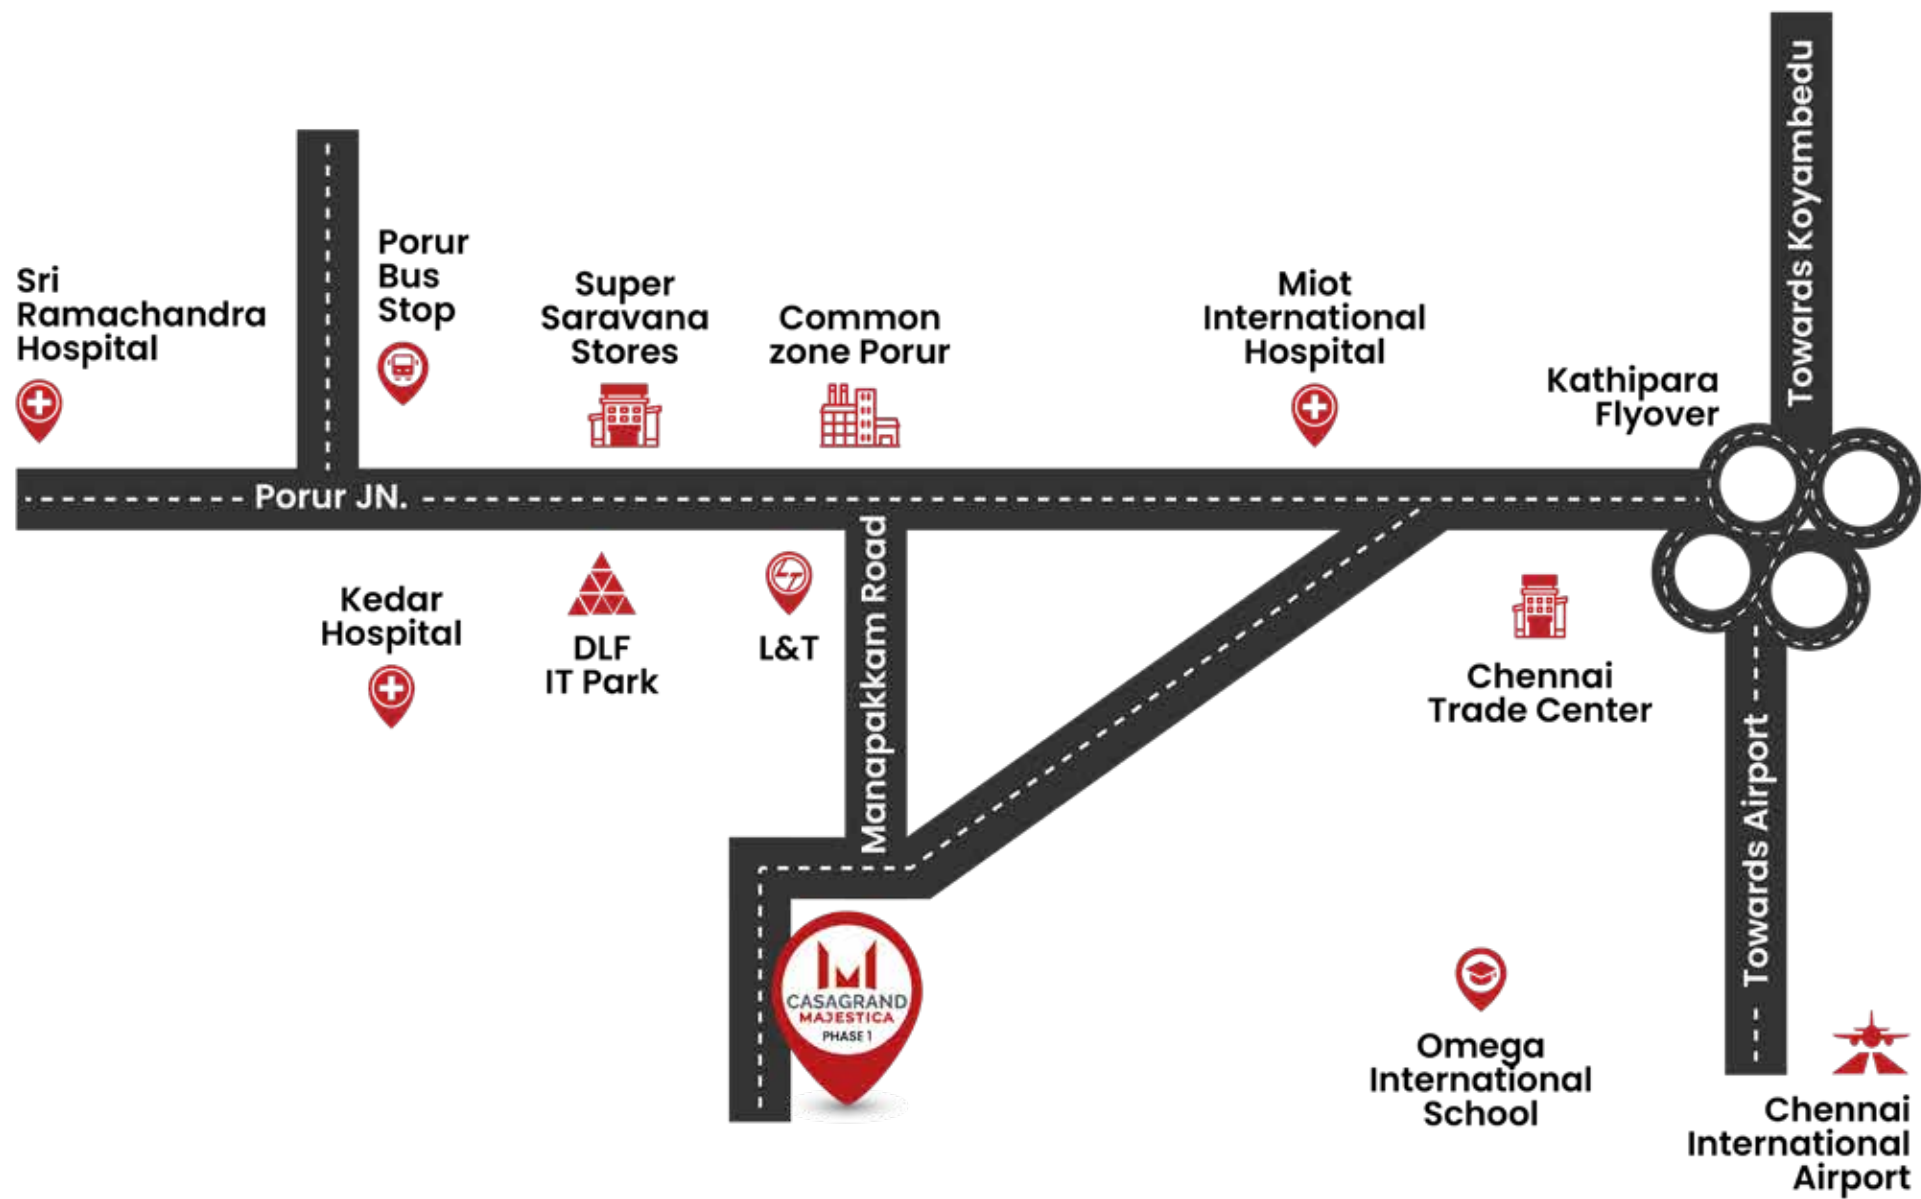 Towards Koyambedu
Porur
Bus
Stop
Sri
Ramachandra
Hospital
Super
Saravana
Stores
Common
zone Porur
Miot
International
Hospital
Kathipara
Flyover
Porur JN.
Manapakkam Road
Kedar
Hospital
DLF
IT Park
LT
L&T
Chennai
Trade Center
Towards Airport
CASAGRAND
MAJESTICA
PHASE 1
Omega
International
School
Chennai
International
Airport